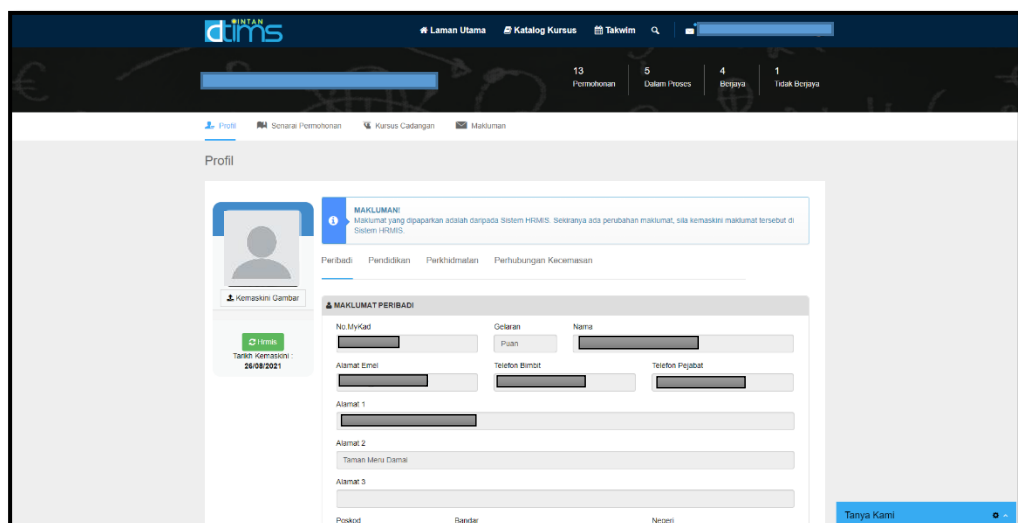 INTAN
dtims
Laman Utama Katalog Kursus Takwim
13 5 4 1
Permohonan Dalam Proses Berjaya Tidak Berjaya
Profil Senarai Permohonan Kursus Cadangan Makluman
Profil
MAKLUMAN!
Maklumat yang dipaparkan adalah daripada Sistem HRMIS. Sekiranya ada perubahan maklumat, sila kemaskini maklumat tersebut di
Sistem HRMIS.
Peribadi Pendidikan Perkhidmatan Perhubungan Kecemasan
Kemaskini Gambar
MAKLUMAT PERIBADI
No.MyKad Gelaran Nama
Puan
Hrmis
Tarikh Kemaskini :
26/08/2021
Alamat Emel Telefon Bimbit Telefon Pejabat
Alamat 1
Alamat 2
Taman Meru Damai
Alamat 3
Poskod Bandar Negeri
Tanya Kami